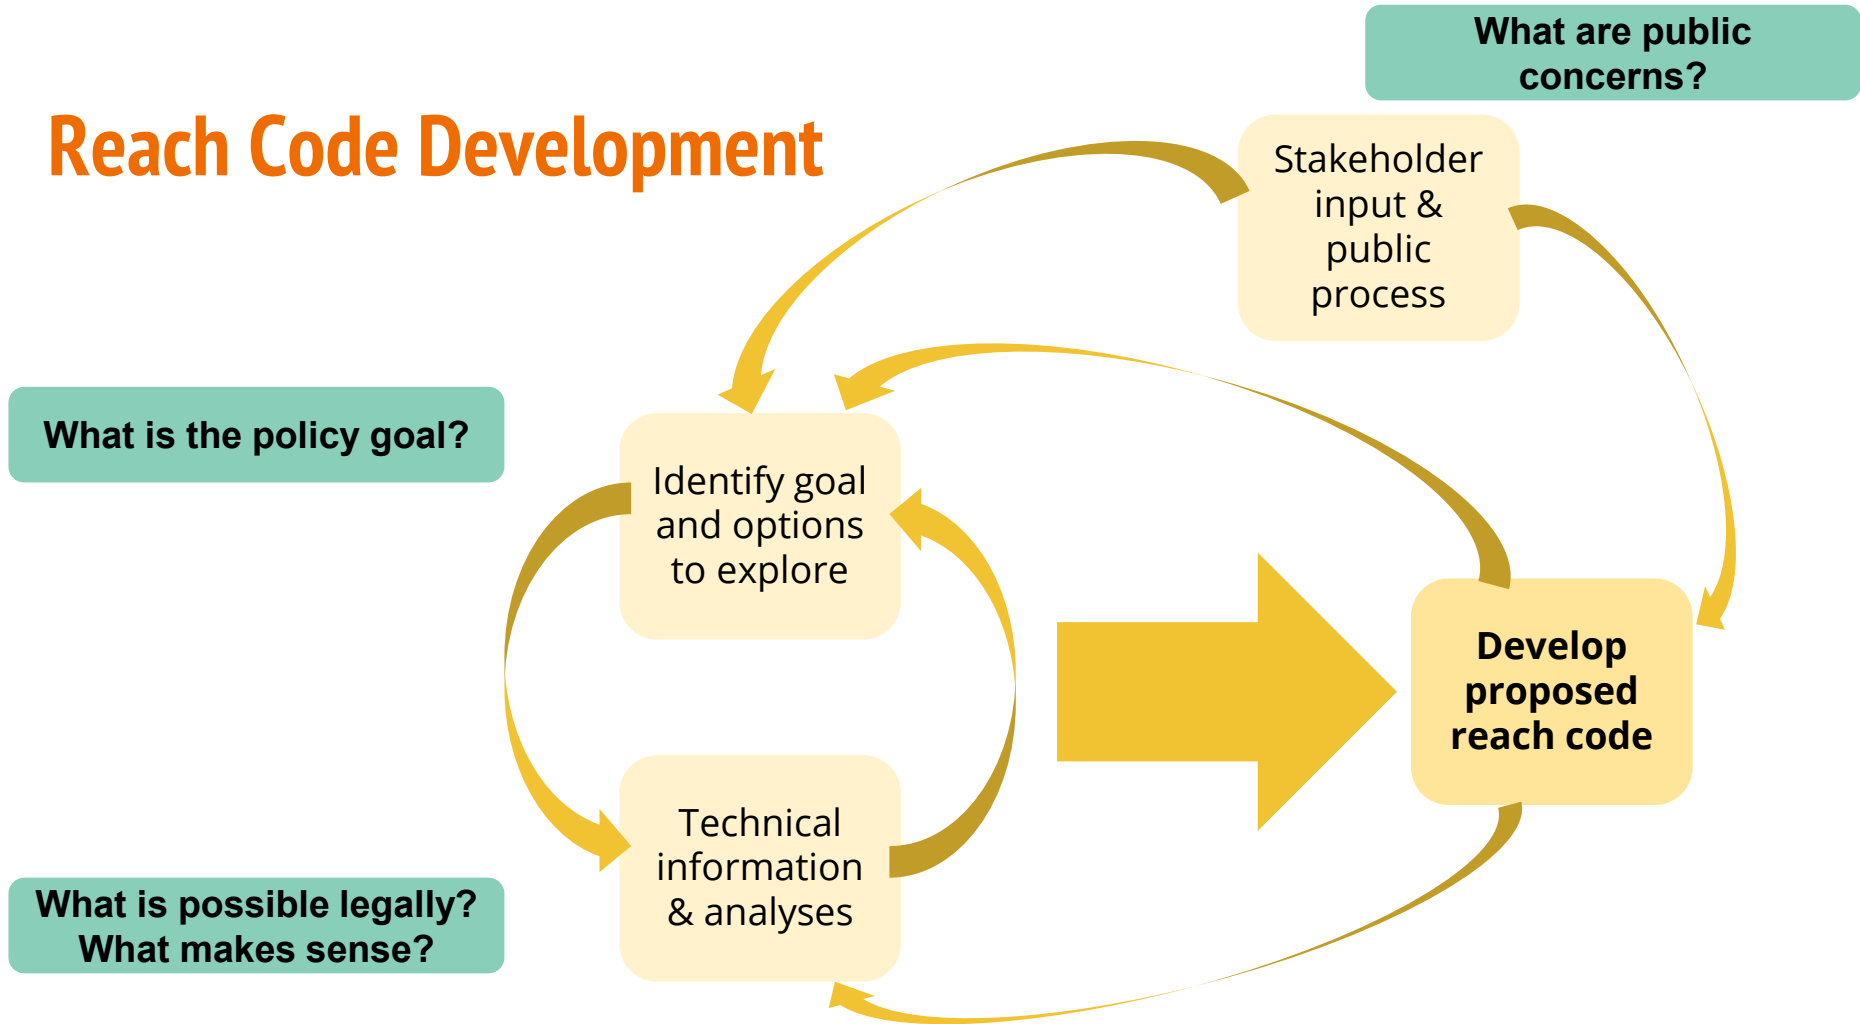 Reach Code Development
What are public
concerns?
Stakeholder
input &
public
process
What is the policy goal?
Identify goal
and options
to explore
Develop
proposed
reach code
Technical
information
& analyses
What is possible legally?
What makes sense?